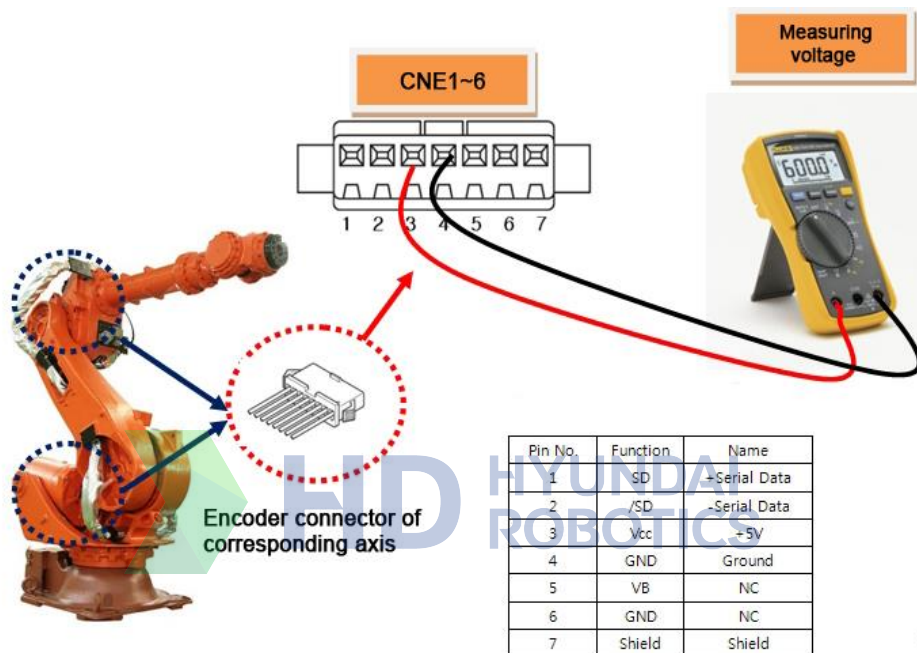 Measuring
voltage
CNE1~6
600.0
1 2 3 4 5 6 7
Encoder connector of
corresponding axis
HD HYUNDAI
ROBOTICS
Pin No. Function Name
1 SD +Serial Data
2 /SD -Serial Data
3 Vcc +5V
4 GND Ground
5 VB NC
6 GND NC
7 Shield Shield